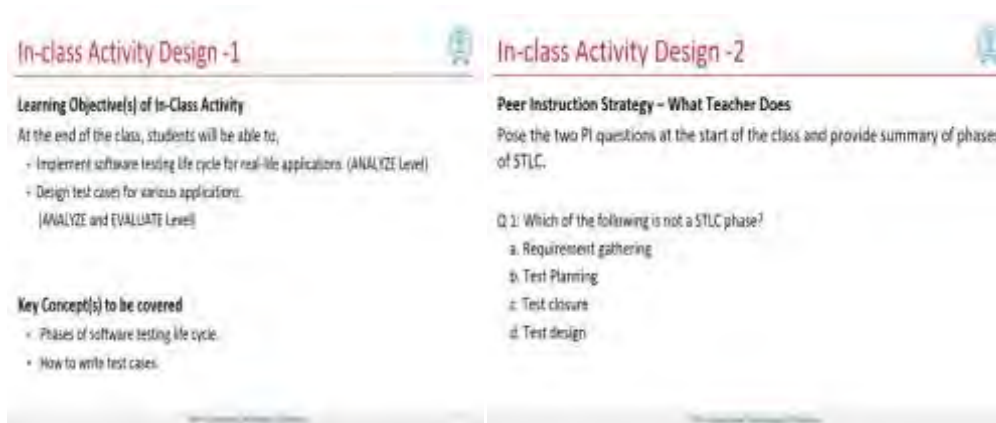 In-class Activity Design -1
Learning Objective(s) of In-Class Activity
At the end of the class, students will be able to,
- Implement software testing life cycle for real-life applications. (ANALYZE Level)
- Design test cases for various applications.
(ANALYZE and EVALUATE Level)
Key Concept(s) to be covered
• Phases of software testing life cycle.
• How to write test cases.
In-class Activity Design -2
Peer Instruction Strategy – What Teacher Does
Pose the two PI questions at the start of the class and provide summary of phases
of STLC.
Q 1: Which of the following is not a STLC phase?
a. Requirement gathering
b. Test Planning
c. Test closure
d. Test design